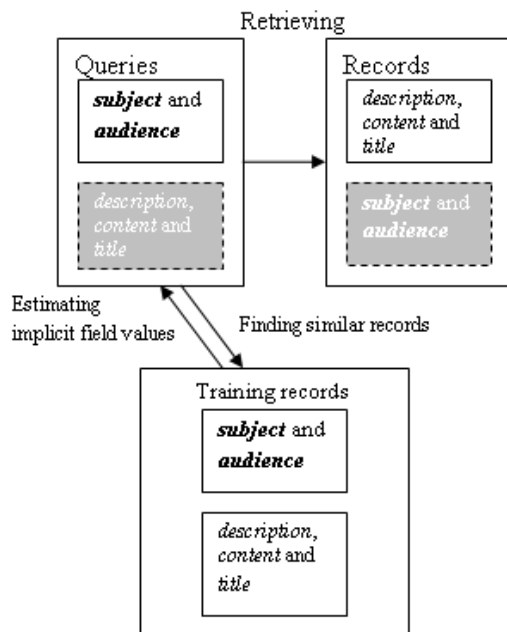 Retrieving
Queries
subject and
audience
description,
content and
title
Records
description,
content and
title
subject and
audience
Estimating
implicit field values
Finding similar records
Training records
subject and
audience
description,
content and
title